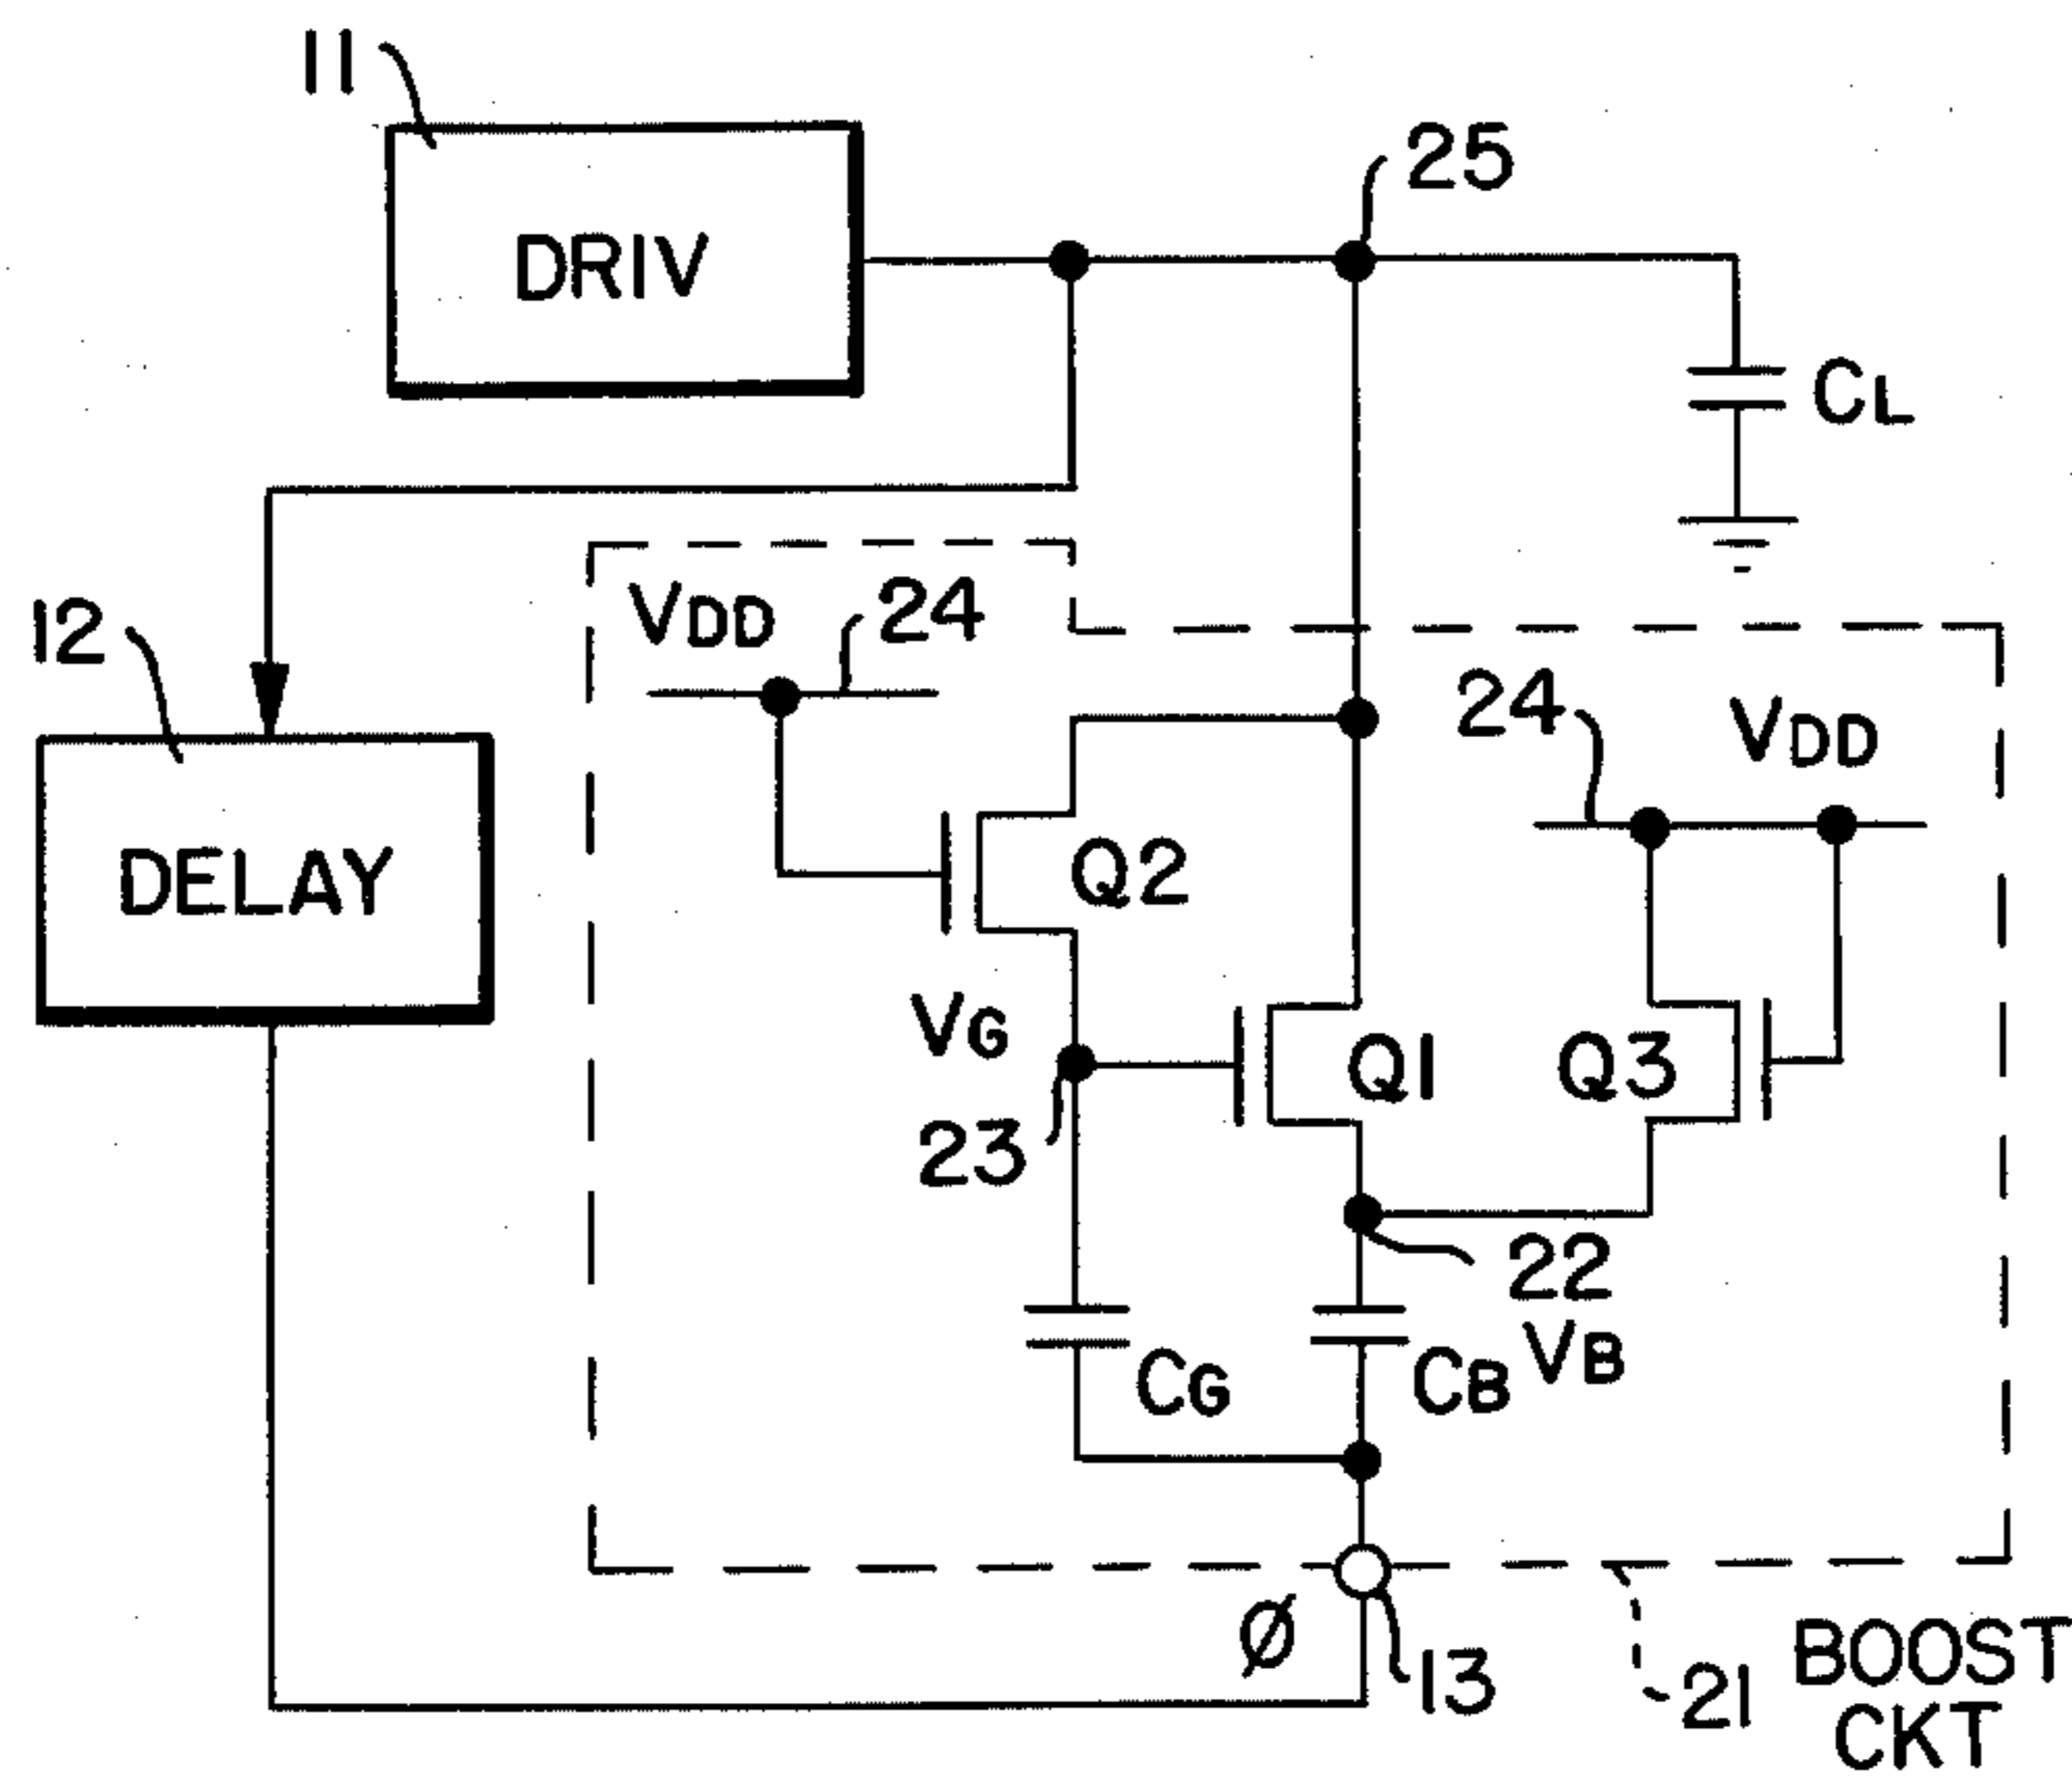 11
DRIV
25
CL
12
VDD
24
24
VDD
DELAY
Q2
VG
Q1
Q3
23
22
CG
CB
VB
Ø
13
21
BOOST
CKT